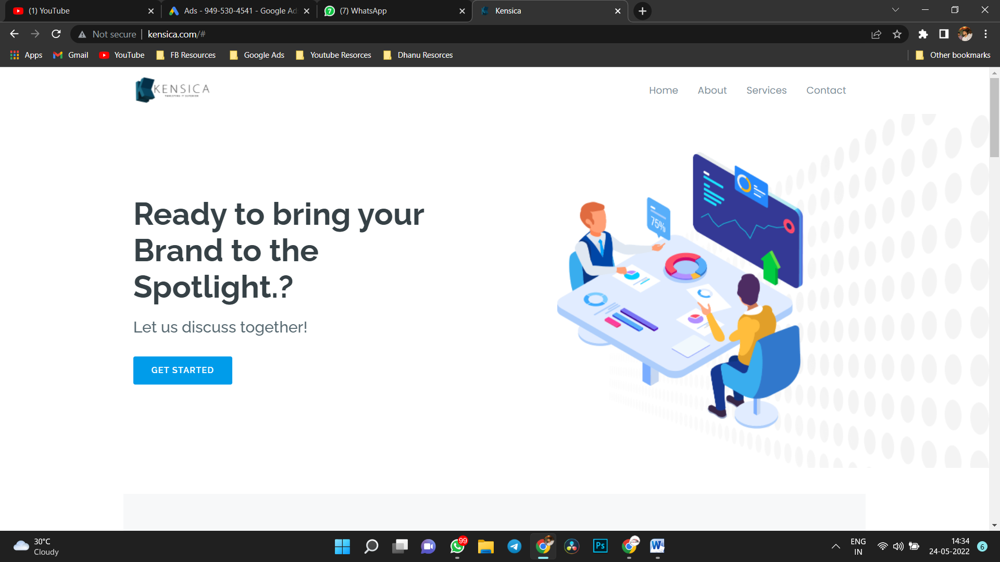 (1) YouTube
Ads - 949-530-4541 - Google Ad
(7) WhatsApp
Kensica
Not secure kensica.com/#
Apps Gmail YouTube FB Resources Google Ads Youtube Resorces Dhanu Resorces Other bookmarks
KENSICA
Home About Services Contact
75%
Ready to bring your
Brand to the
Spotlight.?
Let us discuss together!
GET STARTED
30°C
Cloudy
99
Ps
W
ENG
IN
14:34
24-05-2022
6